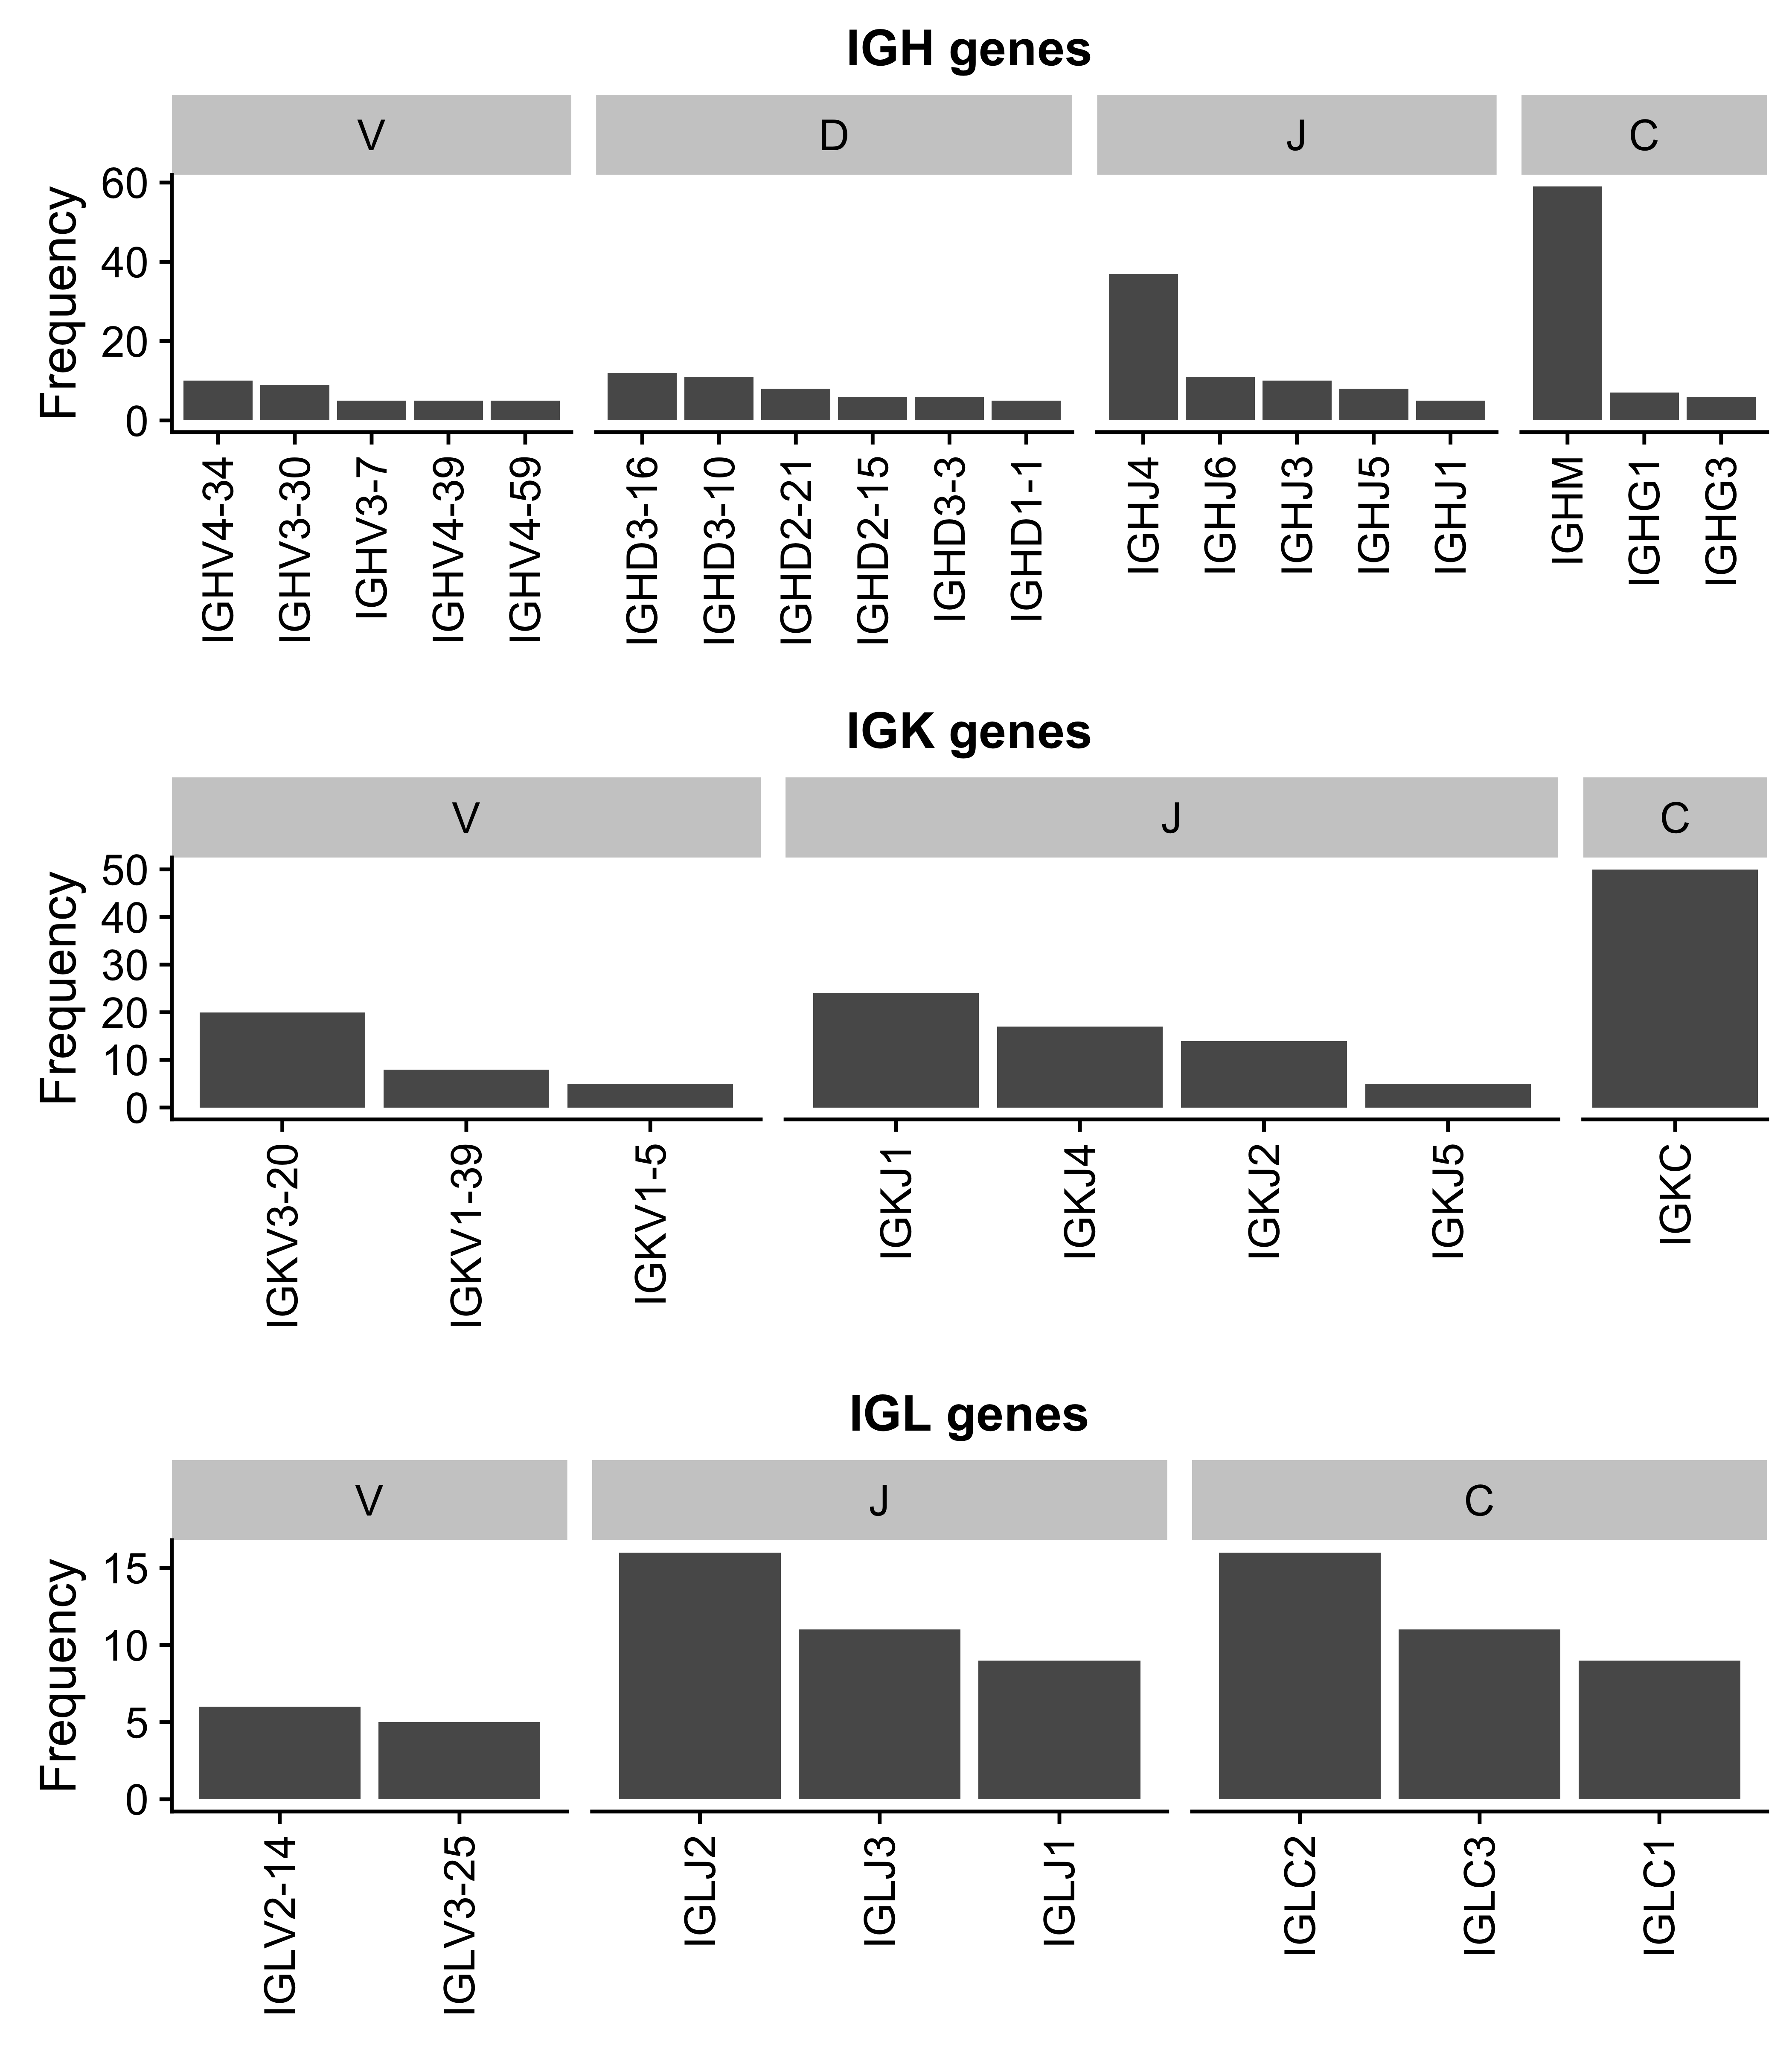 IGH genes
V D J C
Frequency
60
40
20
0
IGHV4-34
IGHV3-30
IGHV3-7
IGHV4-39
IGHV4-59
IGHD3-16
IGHD3-10
IGHD2-21
IGHD2-15
IGHD3-3
IGHD1-1
IGHJ4
IGHJ6
IGHJ3
IGHJ5
IGHJ1
IGHM
IGHG1
IGHG3
IGK genes
V J C
Frequency
50
40
30
20
10
0
IGKV3-20
IGKV1-39
IGKV1-5
IGKJ1
IGKJ4
IGKJ2
IGKJ5
IGKC
IGL genes
V J C
Frequency
15
10
5
0
IGLV2-14
IGLV3-25
IGLJ2
IGLJ3
IGLJ1
IGLC2
IGLC3
IGLC1